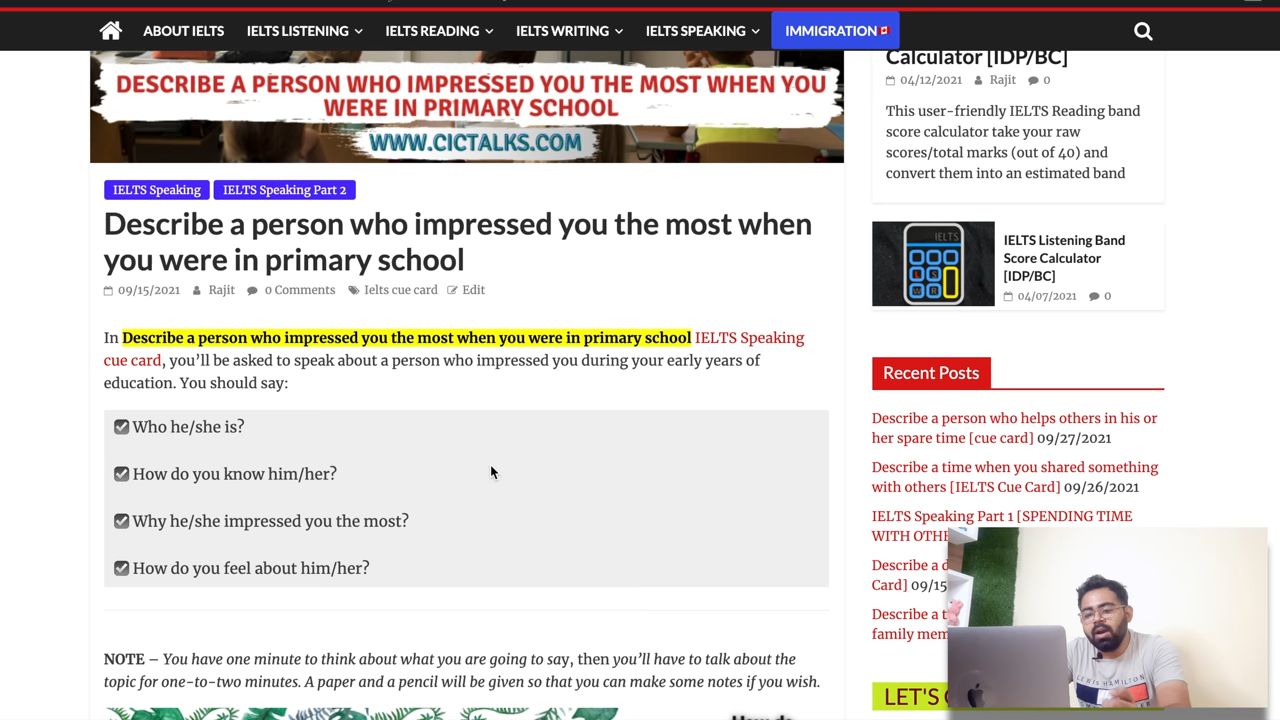 ABOUT IELTS IELTS LISTENING IELTS READING IELTS WRITING IELTS SPEAKING IMMIGRATION
DESCRIBE A PERSON WHO IMPRESSED YOU THE MOST WHEN YOU
WERE IN PRIMARY SCHOOL
WWW.CICTALKS.COM
IELTS Speaking IELTS Speaking Part 2
Describe a person who impressed you the most when
you were in primary school
09/15/2021 Rajit 0 Comments Ielts cue card Edit
In Describe a person who impressed you the most when you were in primary school IELTS Speaking
cue card, you’ll be asked to speak about a person who impressed you during your early years of
education. You should say:
Who he/she is?
How do you know him/her?
Why he/she impressed you the most?
How do you feel about him/her?
NOTE – You have one minute to think about what you are going to say, then you’ll have to talk about the
topic for one-to-two minutes. A paper and a pencil will be given so that you can make some notes if you wish.
How do
Calculator [IDP/BC]
04/12/2021 Rajit 0
This user-friendly IELTS Reading band
score calculator take your raw
scores/total marks (out of 40) and
convert them into an estimated band
IELTS
IELTS Listening Band
Score Calculator
[IDP/BC]
04/07/2021 0
Recent Posts
Describe a person who helps others in his or
her spare time [cue card] 09/27/2021
Describe a time when you shared something
with others [IELTS Cue Card] 09/26/2021
IELTS Speaking Part 1 [SPENDING TIME
WITH OTHE
Describe a d
Card] 09/15
Describe a t
family mem
LET'S
LEWIS HAMILTON